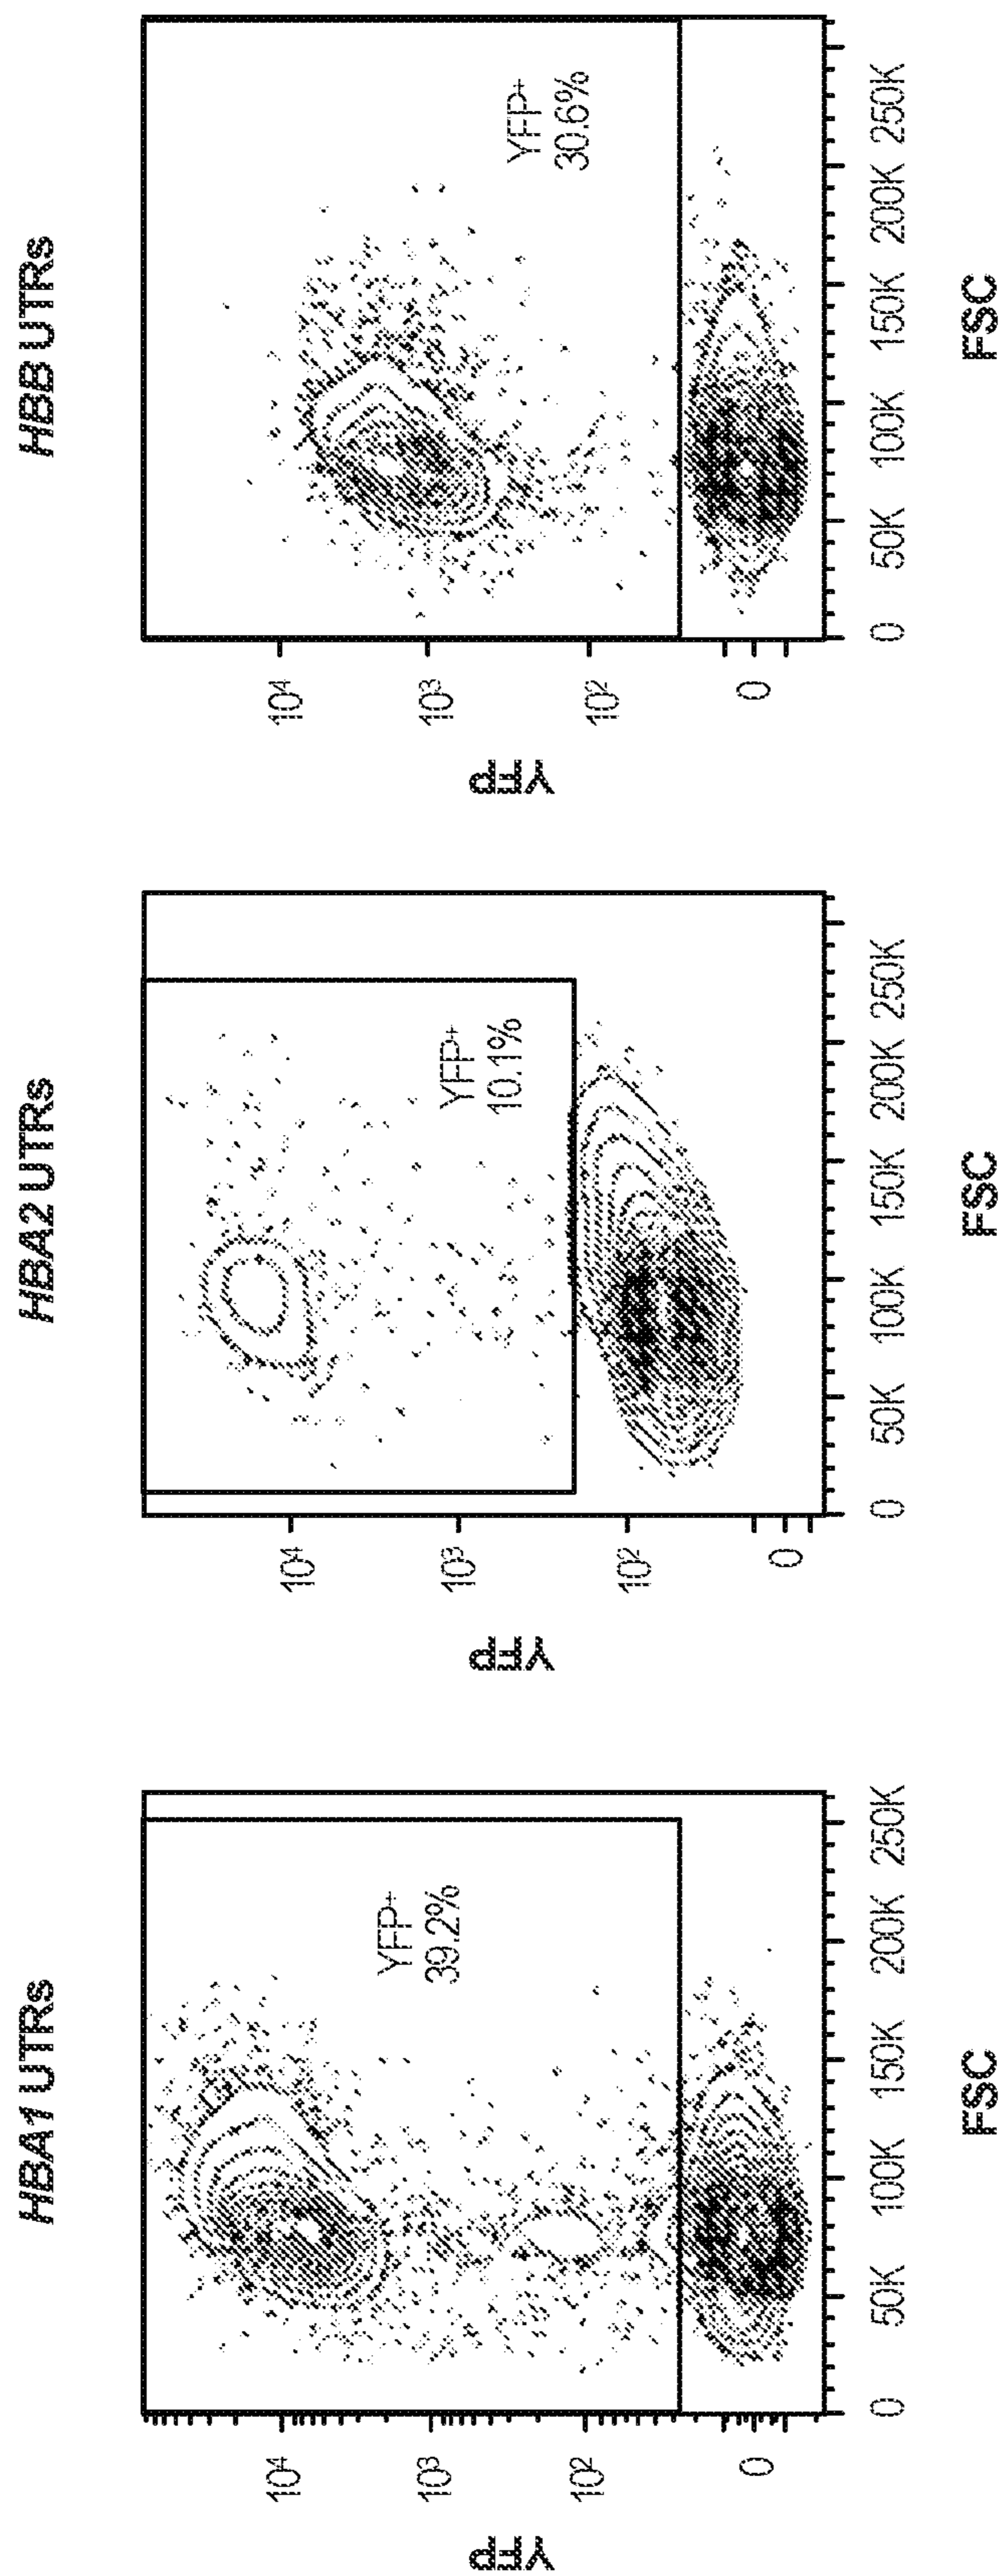 HBA1 UTRs
YFP
10⁴
10³
10²
0
YFP⁺
39.2%
0 50K 100K 150K 200K 250K
FSC
HBA2 UTRs
YFP
10⁴
10³
10²
0
YFP⁺
10.1%
0 50K 100K 150K 200K 250K
FSC
HBB UTRs
YFP
10⁴
10³
10²
0
YFP⁺
30.6%
0 50K 100K 150K 200K 250K
FSC